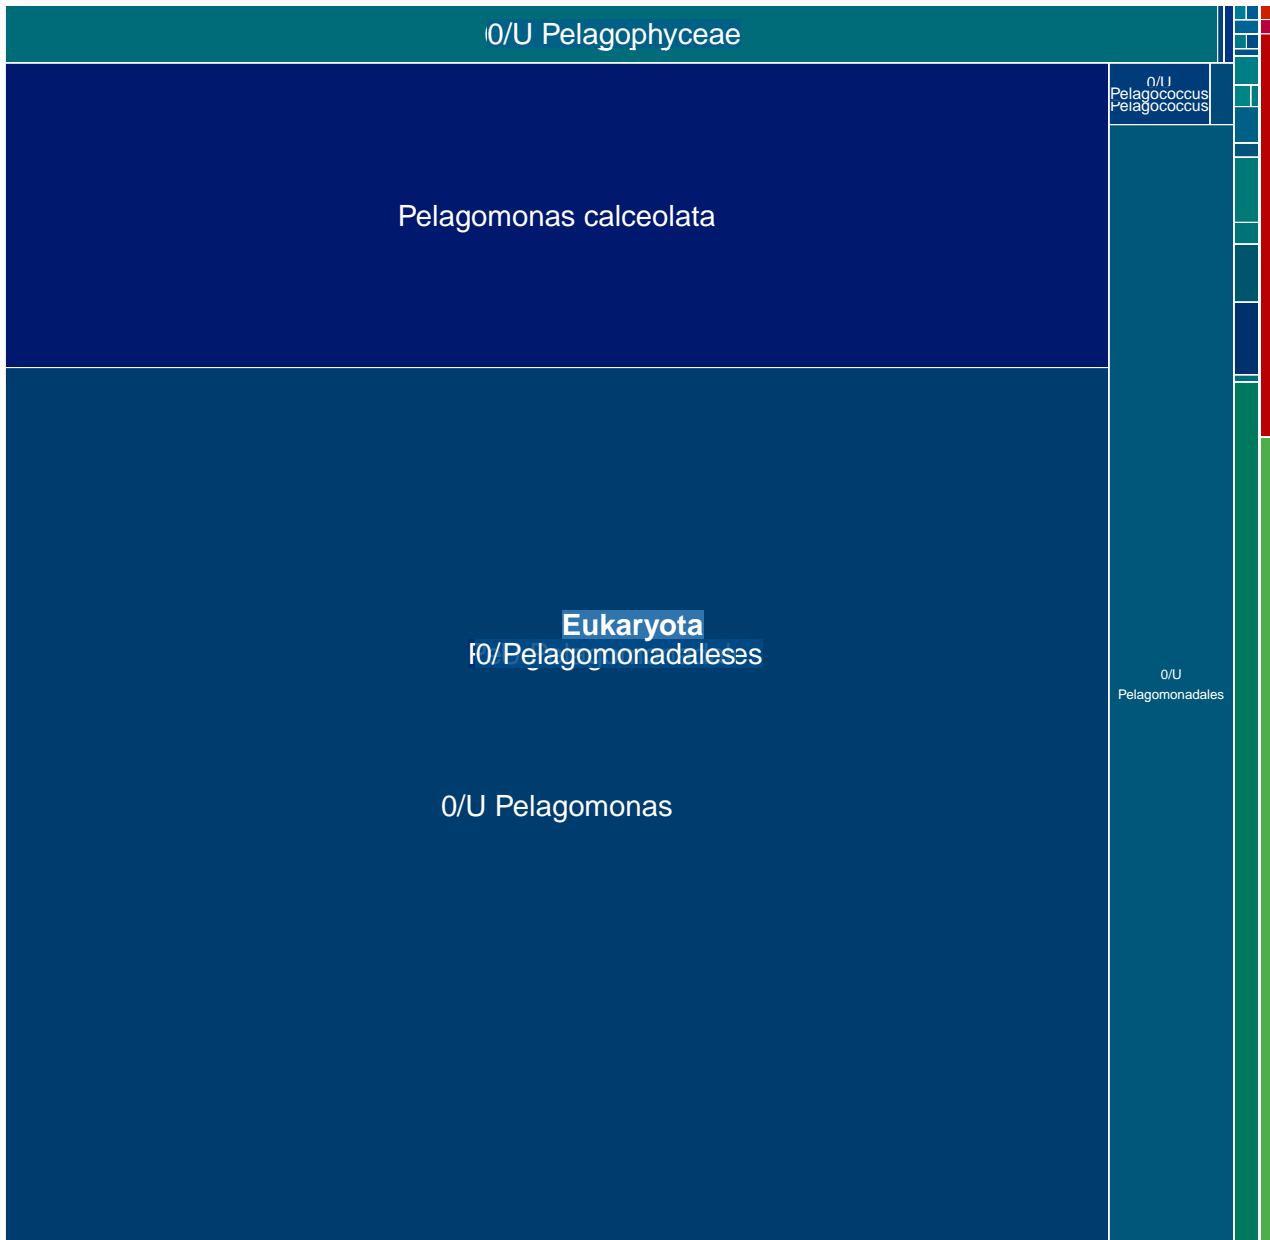 0/U Pelagophyceae
0/U
Pelagococcus
Pelagococcus
Pelagomonas calceolata
Eukaryota
0/Pelagomonadales
0/U
Pelagomonadales
0/U Pelagomonas